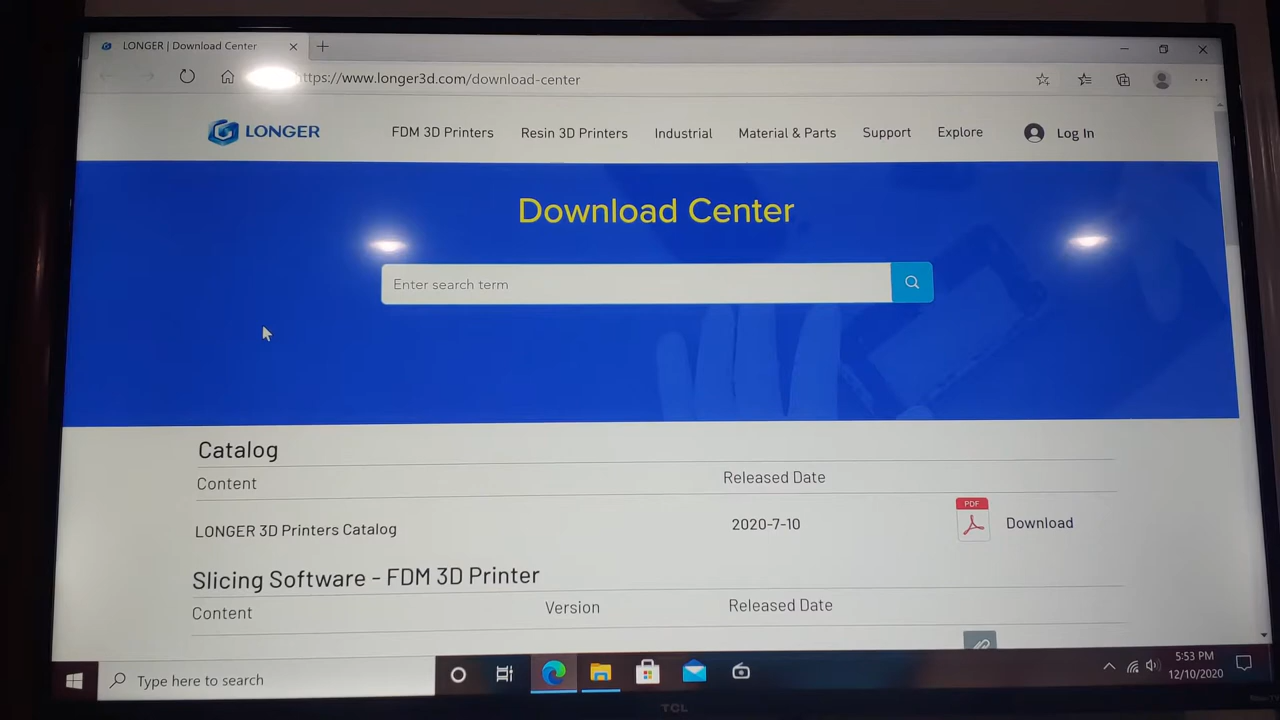 LONGER | Download Center
ttps://www.longer3d.com/download-center
LONGER
FDM 3D Printers
Resin 3D Printers
Industrial
Material & Parts
Support
Explore
Log In
Download Center
Enter search term
Catalog
Content
Released Date
LONGER 3D Printers Catalog
2020-7-10
PDF
Download
Slicing Software - FDM 3D Printer
Content
Version
Released Date
Type here to search
5:53 PM
12/10/2020
TCL